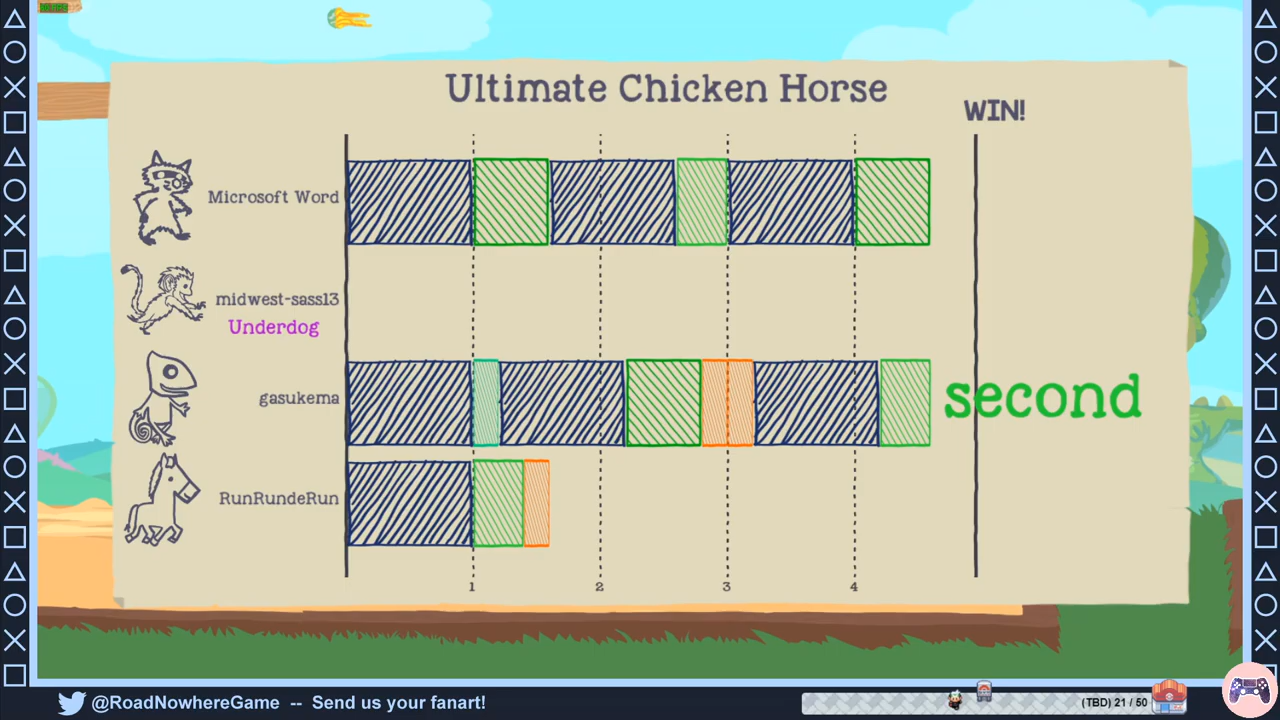 Ultimate Chicken Horse
WIN!
Microsoft Word
midwest-sass13
Underdog
gasukema
second
RunRundeRun
1 2 3 4
@RoadNowhereGame -- Send us your fanart!
(TBD) 21 / 50